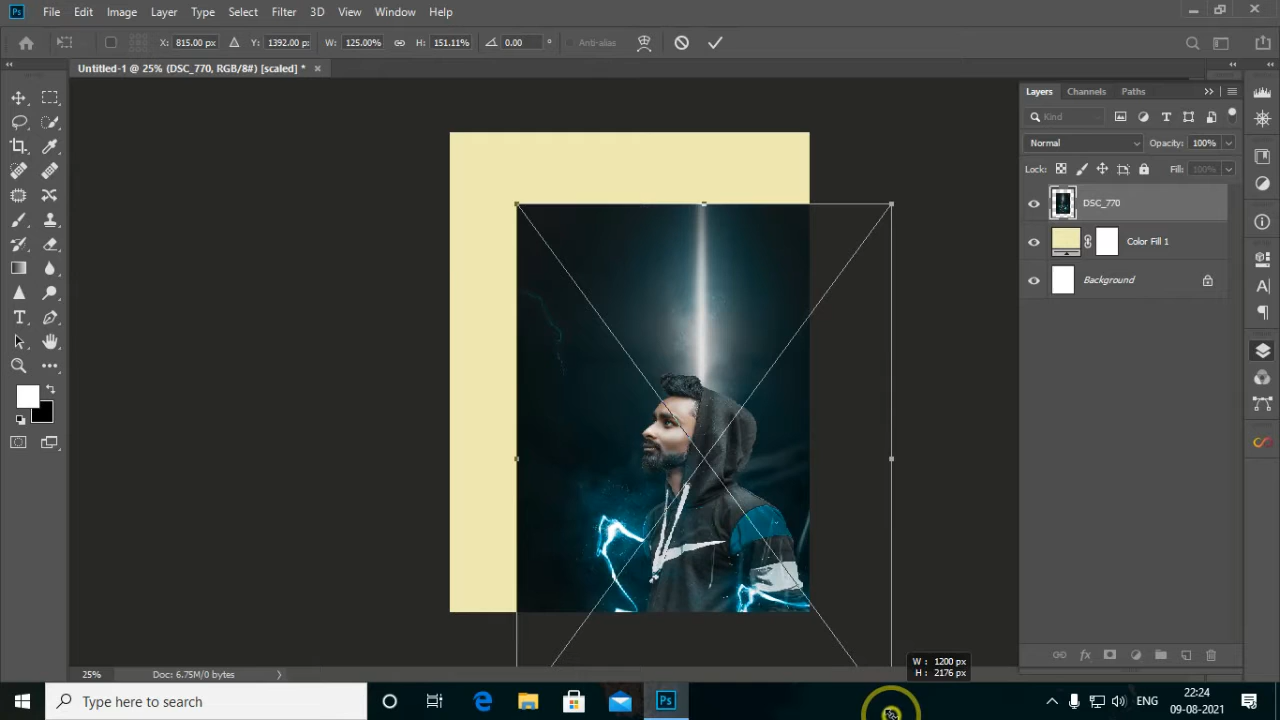 Ps File Edit Image Layer Type Select Filter 3D View Window Help
X: 815.00 px Y: 1392.00 px W: 125.00% H: 151.11% 0.00 ° Anti-alias
Untitled-1 @ 25% (DSC_770, RGB/8#) [scaled] * ×
Layers Channels Paths
Kind
Normal Opacity: 100%
Lock: Fill: 100%
DSC_770
Color Fill 1
Background
W : 1200 px
H : 2176 px
25% Doc: 6.75M/0 bytes
Type here to search
Ps
ENG
22:24
09-08-2021